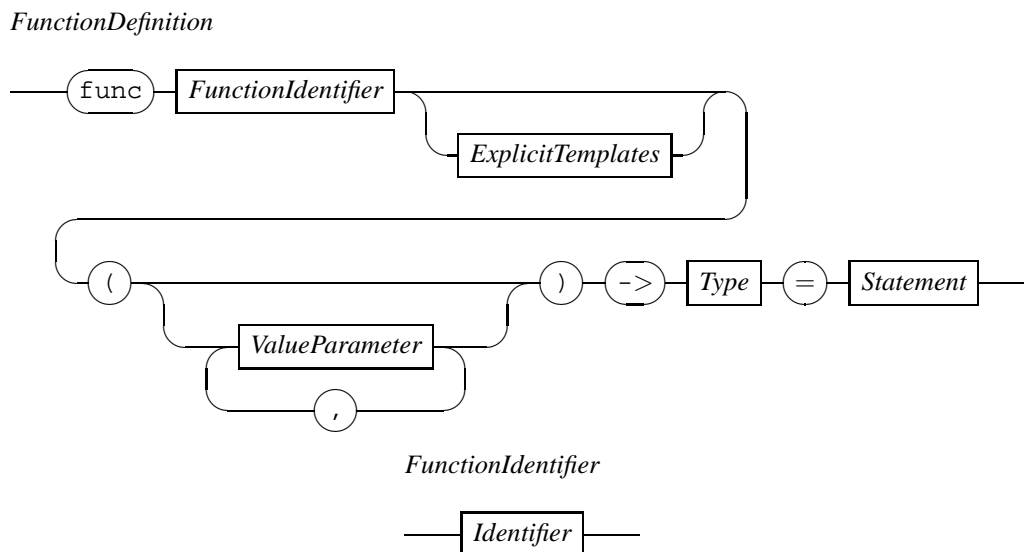 FunctionDefinition
func FunctionIdentifier
ExplicitTemplates
( ) -> Type = Statement
ValueParameter
,
FunctionIdentifier
Identifier